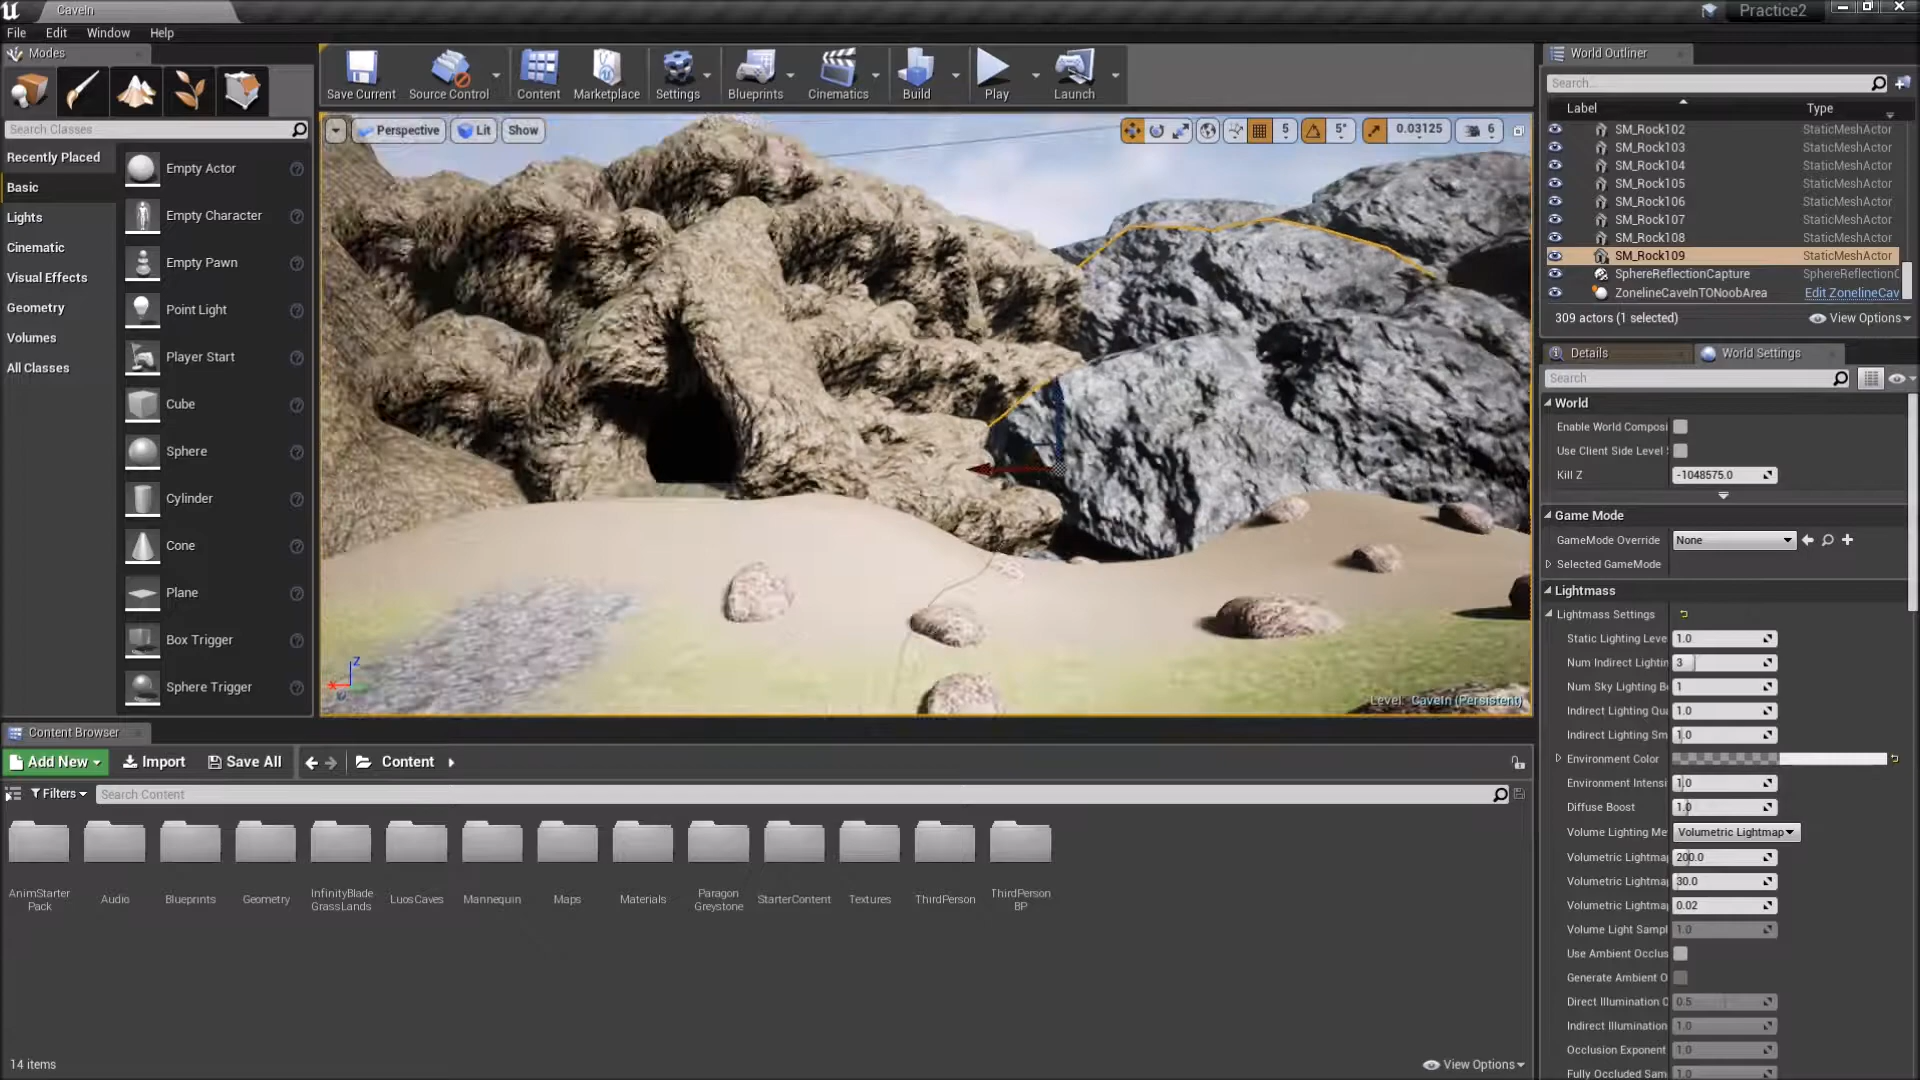 CaveIn
Practice2
File Edit Window Help
Modes
Search Classes
Recently Placed
Basic
Lights
Cinematic
Visual Effects
Geometry
Volumes
All Classes
Empty Actor
Empty Character
Empty Pawn
Point Light
Player Start
Cube
Sphere
Cylinder
Cone
Plane
Box Trigger
Sphere Trigger
Save Current Source Control Content Marketplace Settings Blueprints Cinematics Build Play Launch
Perspective Lit Show
5 5° 0.03125 6
Z
Level: CaveIn (Persistent)
World Outliner
Search...
Label Type
SM_Rock102 StaticMeshActor
SM_Rock103 StaticMeshActor
SM_Rock104 StaticMeshActor
SM_Rock105 StaticMeshActor
SM_Rock106 StaticMeshActor
SM_Rock107 StaticMeshActor
SM_Rock108 StaticMeshActor
SM_Rock109 StaticMeshActor
SphereReflectionCapture SphereReflectionC
ZonelineCaveInTONoobArea Edit ZonelineCav
309 actors (1 selected) View Options
Details World Settings
Search
World
Enable World Composi
Use Client Side Level S
Kill Z -1048575.0
Game Mode
GameMode Override None
Selected GameMode
Lightmass
Lightmass Settings
Static Lighting Leve 1.0
Num Indirect Lightin 3
Num Sky Lighting B 1
Indirect Lighting Qua 1.0
Indirect Lighting Sm 1.0
Environment Color
Environment Intensi 1.0
Diffuse Boost 1.0
Volume Lighting Me Volumetric Lightmap
Volumetric Lightma 200.0
Volumetric Lightma 30.0
Volumetric Lightma 0.02
Volume Light Sampl 1.0
Use Ambient Occlus
Generate Ambient O
Direct Illumination O 0.5
Indirect Illumination 1.0
Occlusion Exponent 1.0
Fully Occluded Sam 1.0
Content Browser
Add New Import Save All Content
Filters Search Content
AnimStarter
Pack
Audio
Blueprints
Geometry
InfinityBlade
GrassLands
LuosCaves
Mannequin
Maps
Materials
Paragon
Greystone
StarterContent
Textures
ThirdPerson
ThirdPerson
BP
14 items View Options